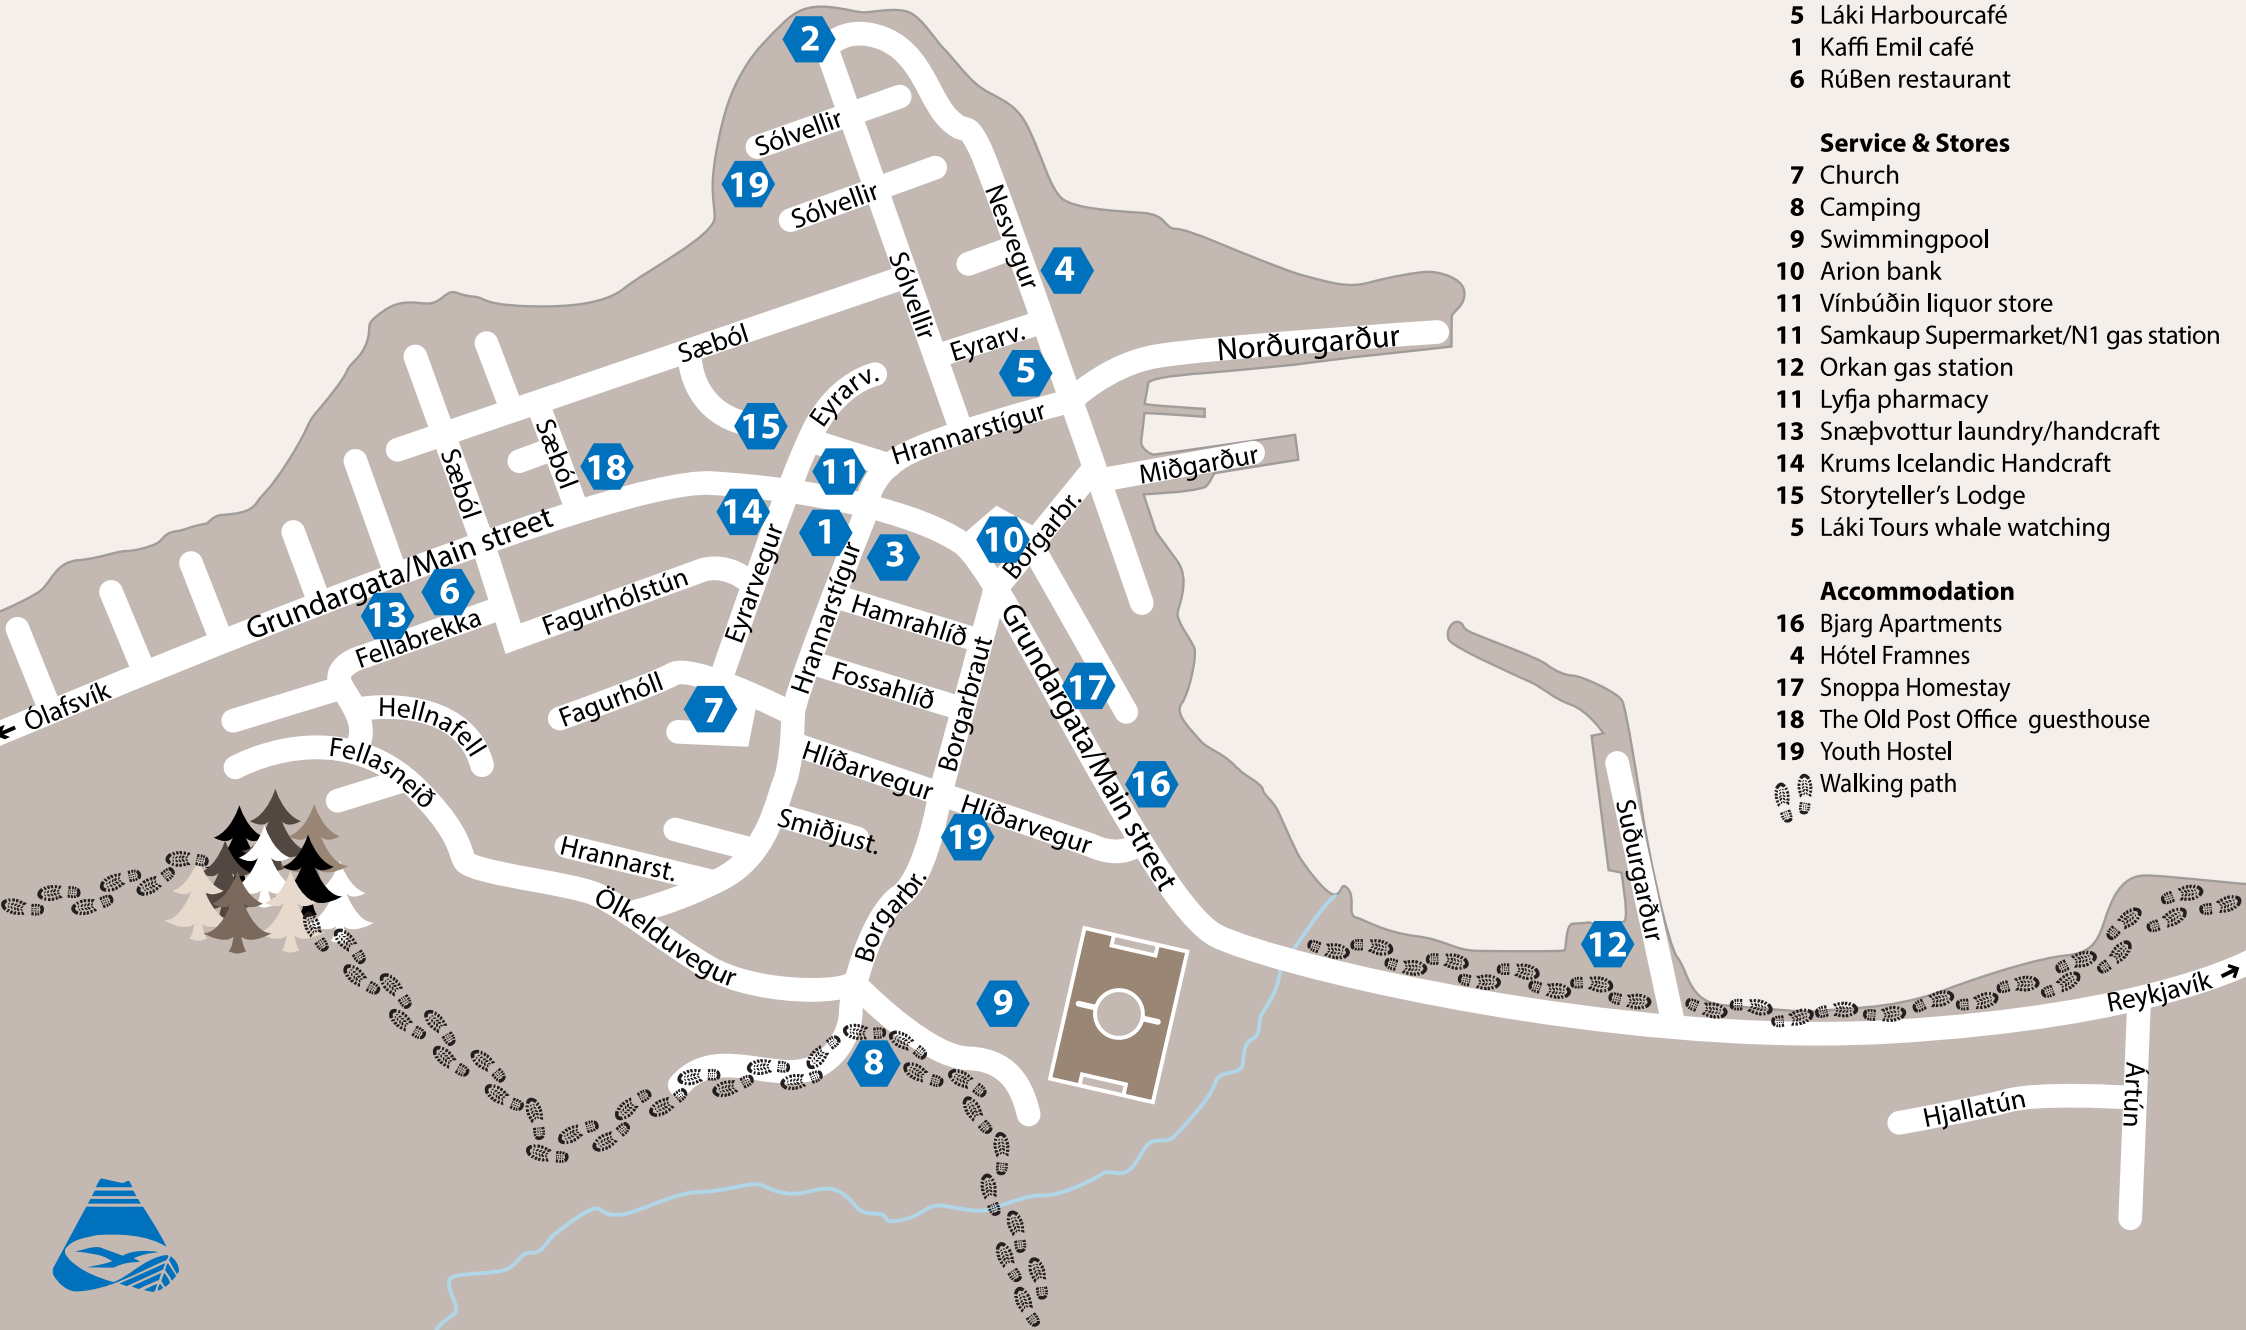 5 Láki Harbourcafé
1 Kaffi Emil café
6 RúBen restaurant
Service & Stores
7 Church
8 Camping
9 Swimmingpool
10 Arion bank
11 Vínbúðin liquor store
11 Samkaup Supermarket/N1 gas station
12 Orkan gas station
11 Lyfja pharmacy
13 Snæþvottur laundry/handcraft
14 Krums Icelandic Handcraft
15 Storyteller's Lodge
5 Láki Tours whale watching
Accommodation
16 Bjarg Apartments
4 Hótel Framnes
17 Snoppa Homestay
18 The Old Post Office guesthouse
19 Youth Hostel
Walking path
2
Sólvellir
19
Sólvellir
Nesvegur
4
Sólvellir
Sæból
Eyrarv.
5
Norðurgarður
Eyrarv.
15
Hrannarstígur
Sæból
Sæból
18
11
Miðgarður
14
1
3
10
Borgarbr.
Grundargata/Main street
6
13
Fellabrekka
Fagurhólstún
Eyrarvegur
Hrannarstígur
Hamrahlíð
Fossahlíð
Borgarbraut
Grundargata/Main street
17
← Ólafsvík
Hellnafell
Fagurhóll
7
Fellasneið
Hlíðarvegur
16
Hlíðarvegur
19
Smiðjust.
Hrannarst.
Ölkelduvegur
Borgarbr.
Suðurgarður
12
9
8
Reykjavík →
Hjallatún
Ártún